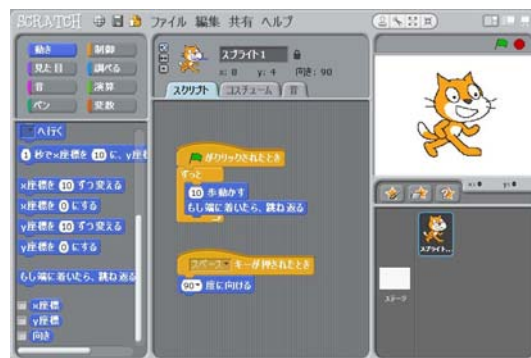 SCRATCH ファイル 編集 共有 ヘルプ
動き 制御
見た目 調べる
音 演算
ペン 変数
スプライト1
x: 0 y: 4 向き: 90
スクリプト コスチューム 音
へ行く
1 秒でx座標を 10 に、y座標
x座標を 10 ずつ変える
x座標を 0 にする
y座標を 10 ずつ変える
y座標を 0 にする
もし端に着いたら、跳ね返る
x座標
y座標
向き
がクリックされたとき
ずっと
10 歩動かす
もし端に着いたら、跳ね返る
スペース キーが押されたとき
90 度に向ける
スプライト...
ステージ